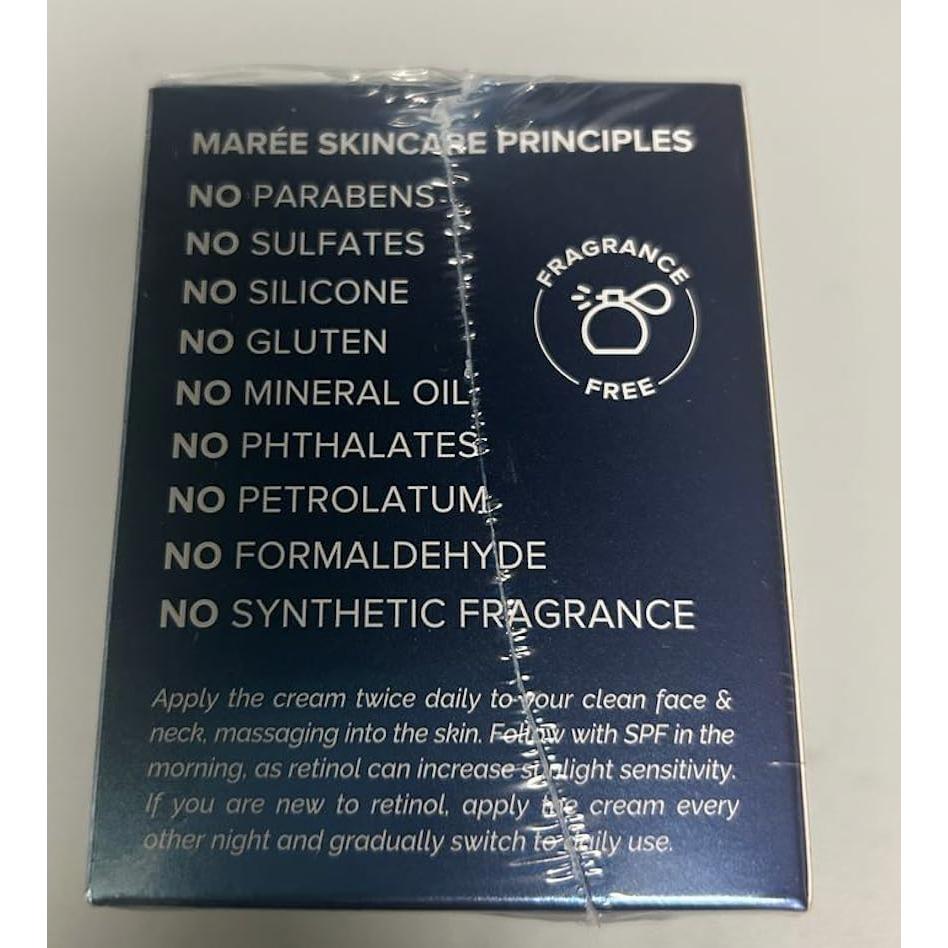 MARÉE SKINCARE PRINCIPLES
NO PARABENS
NO SULFATES
NO SILICONE
NO GLUTEN
NO MINERAL OIL
NO PHTHALATES
NO PETROLATUM
NO FORMALDEHYDE
NO SYNTHETIC FRAGRANCE
FRAGRANCE
FREE
Apply the cream twice daily to your clean face &
neck, massaging into the skin. Follow with SPF in the
morning, as retinol can increase sunlight sensitivity.
If you are new to retinol, apply the cream every
other night and gradually switch to daily use.